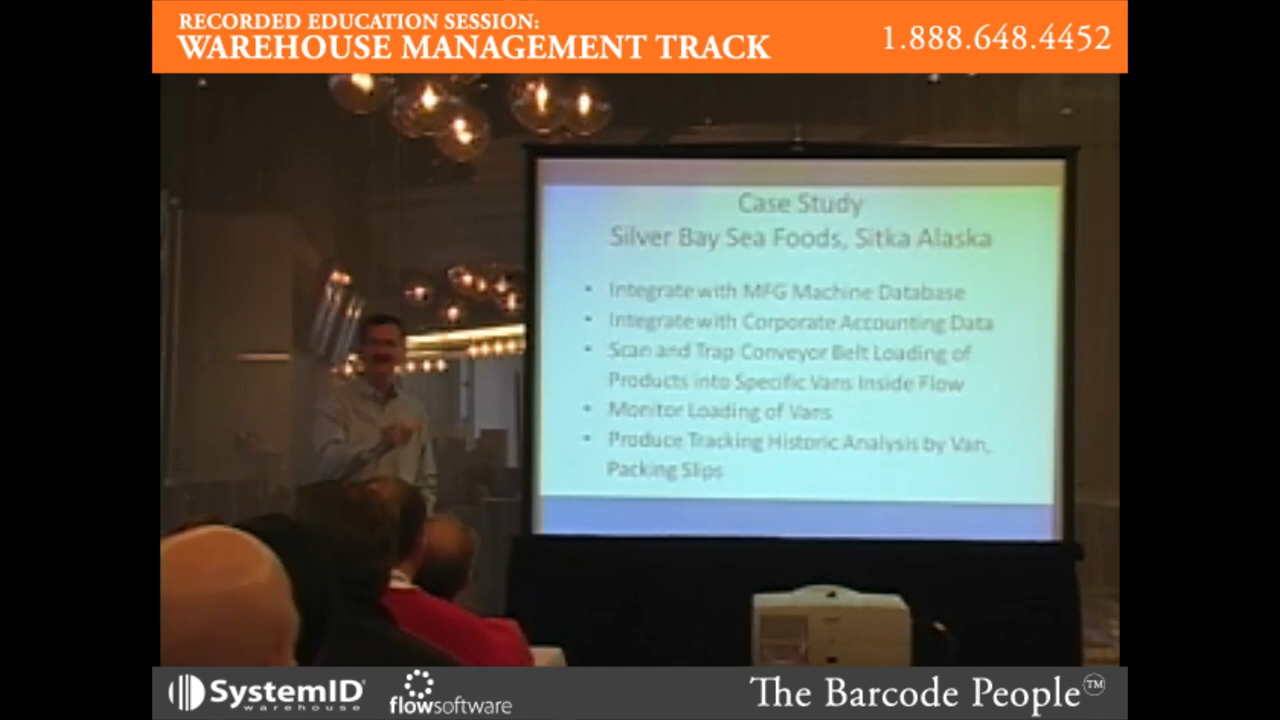 RECORDED EDUCATION SESSION:
WAREHOUSE MANAGEMENT TRACK
1.888.648.4452
Case Study
Silver Bay Sea Foods, Sitka Alaska
• Integrate with MFG Machine Database
• Integrate with Corporate Accounting Data
• Scan and Trap Conveyor Belt Loading of
Products into Specific Vans Inside Flow
• Monitor Loading of Vans
• Produce Tracking Historic Analysis by Van,
Packing Slips
SystemID
warehouse
flowsoftware
The Barcode People™